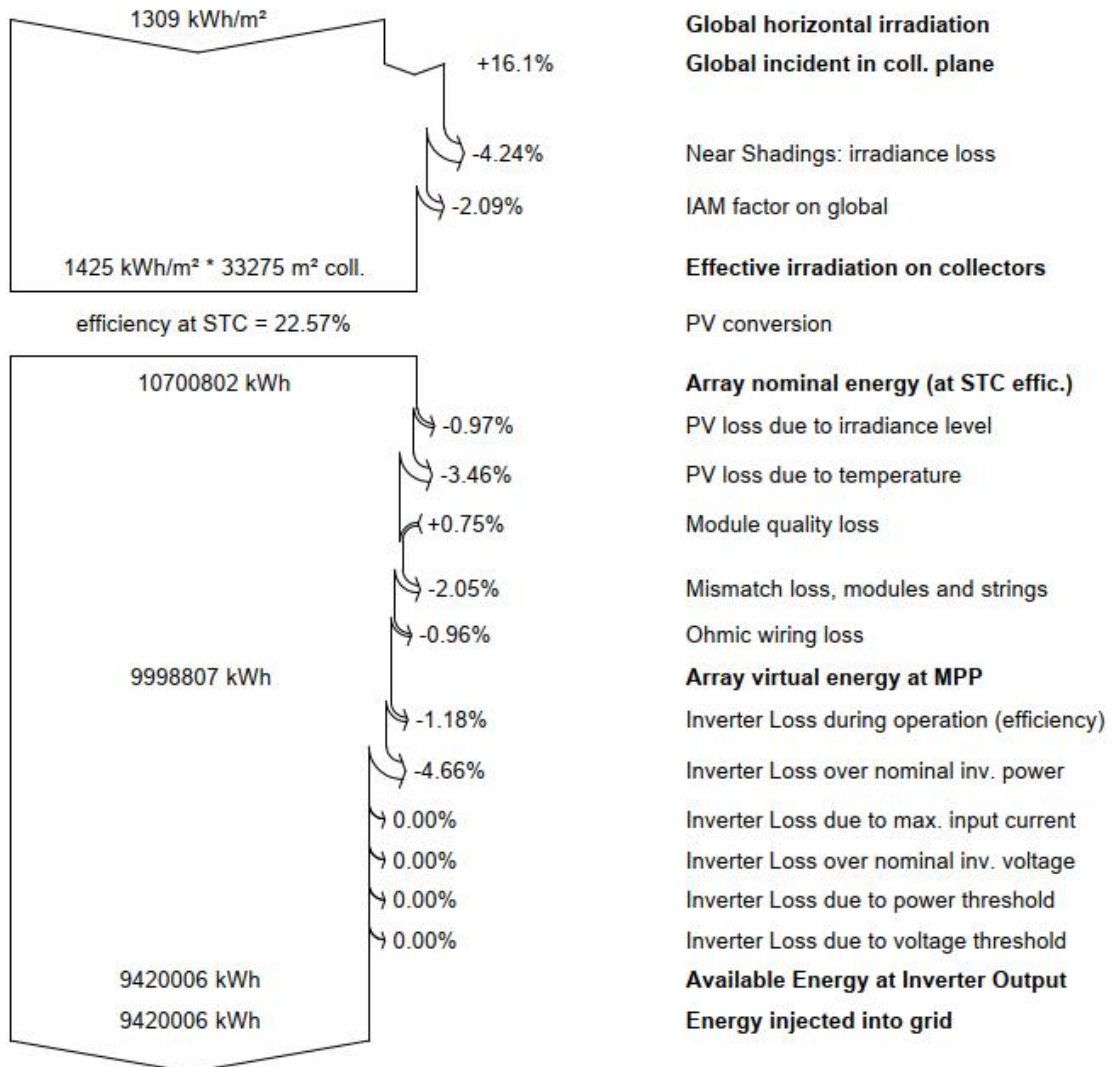 1309 kWh/m² Global horizontal irradiation
+16.1% Global incident in coll. plane
-4.24% Near Shadings: irradiance loss
-2.09% IAM factor on global
1425 kWh/m² * 33275 m² coll. Effective irradiation on collectors
efficiency at STC = 22.57% PV conversion
10700802 kWh Array nominal energy (at STC effic.)
-0.97% PV loss due to irradiance level
-3.46% PV loss due to temperature
+0.75% Module quality loss
-2.05% Mismatch loss, modules and strings
-0.96% Ohmic wiring loss
9998807 kWh Array virtual energy at MPP
-1.18% Inverter Loss during operation (efficiency)
-4.66% Inverter Loss over nominal inv. power
0.00% Inverter Loss due to max. input current
0.00% Inverter Loss over nominal inv. voltage
0.00% Inverter Loss due to power threshold
0.00% Inverter Loss due to voltage threshold
9420006 kWh Available Energy at Inverter Output
9420006 kWh Energy injected into grid